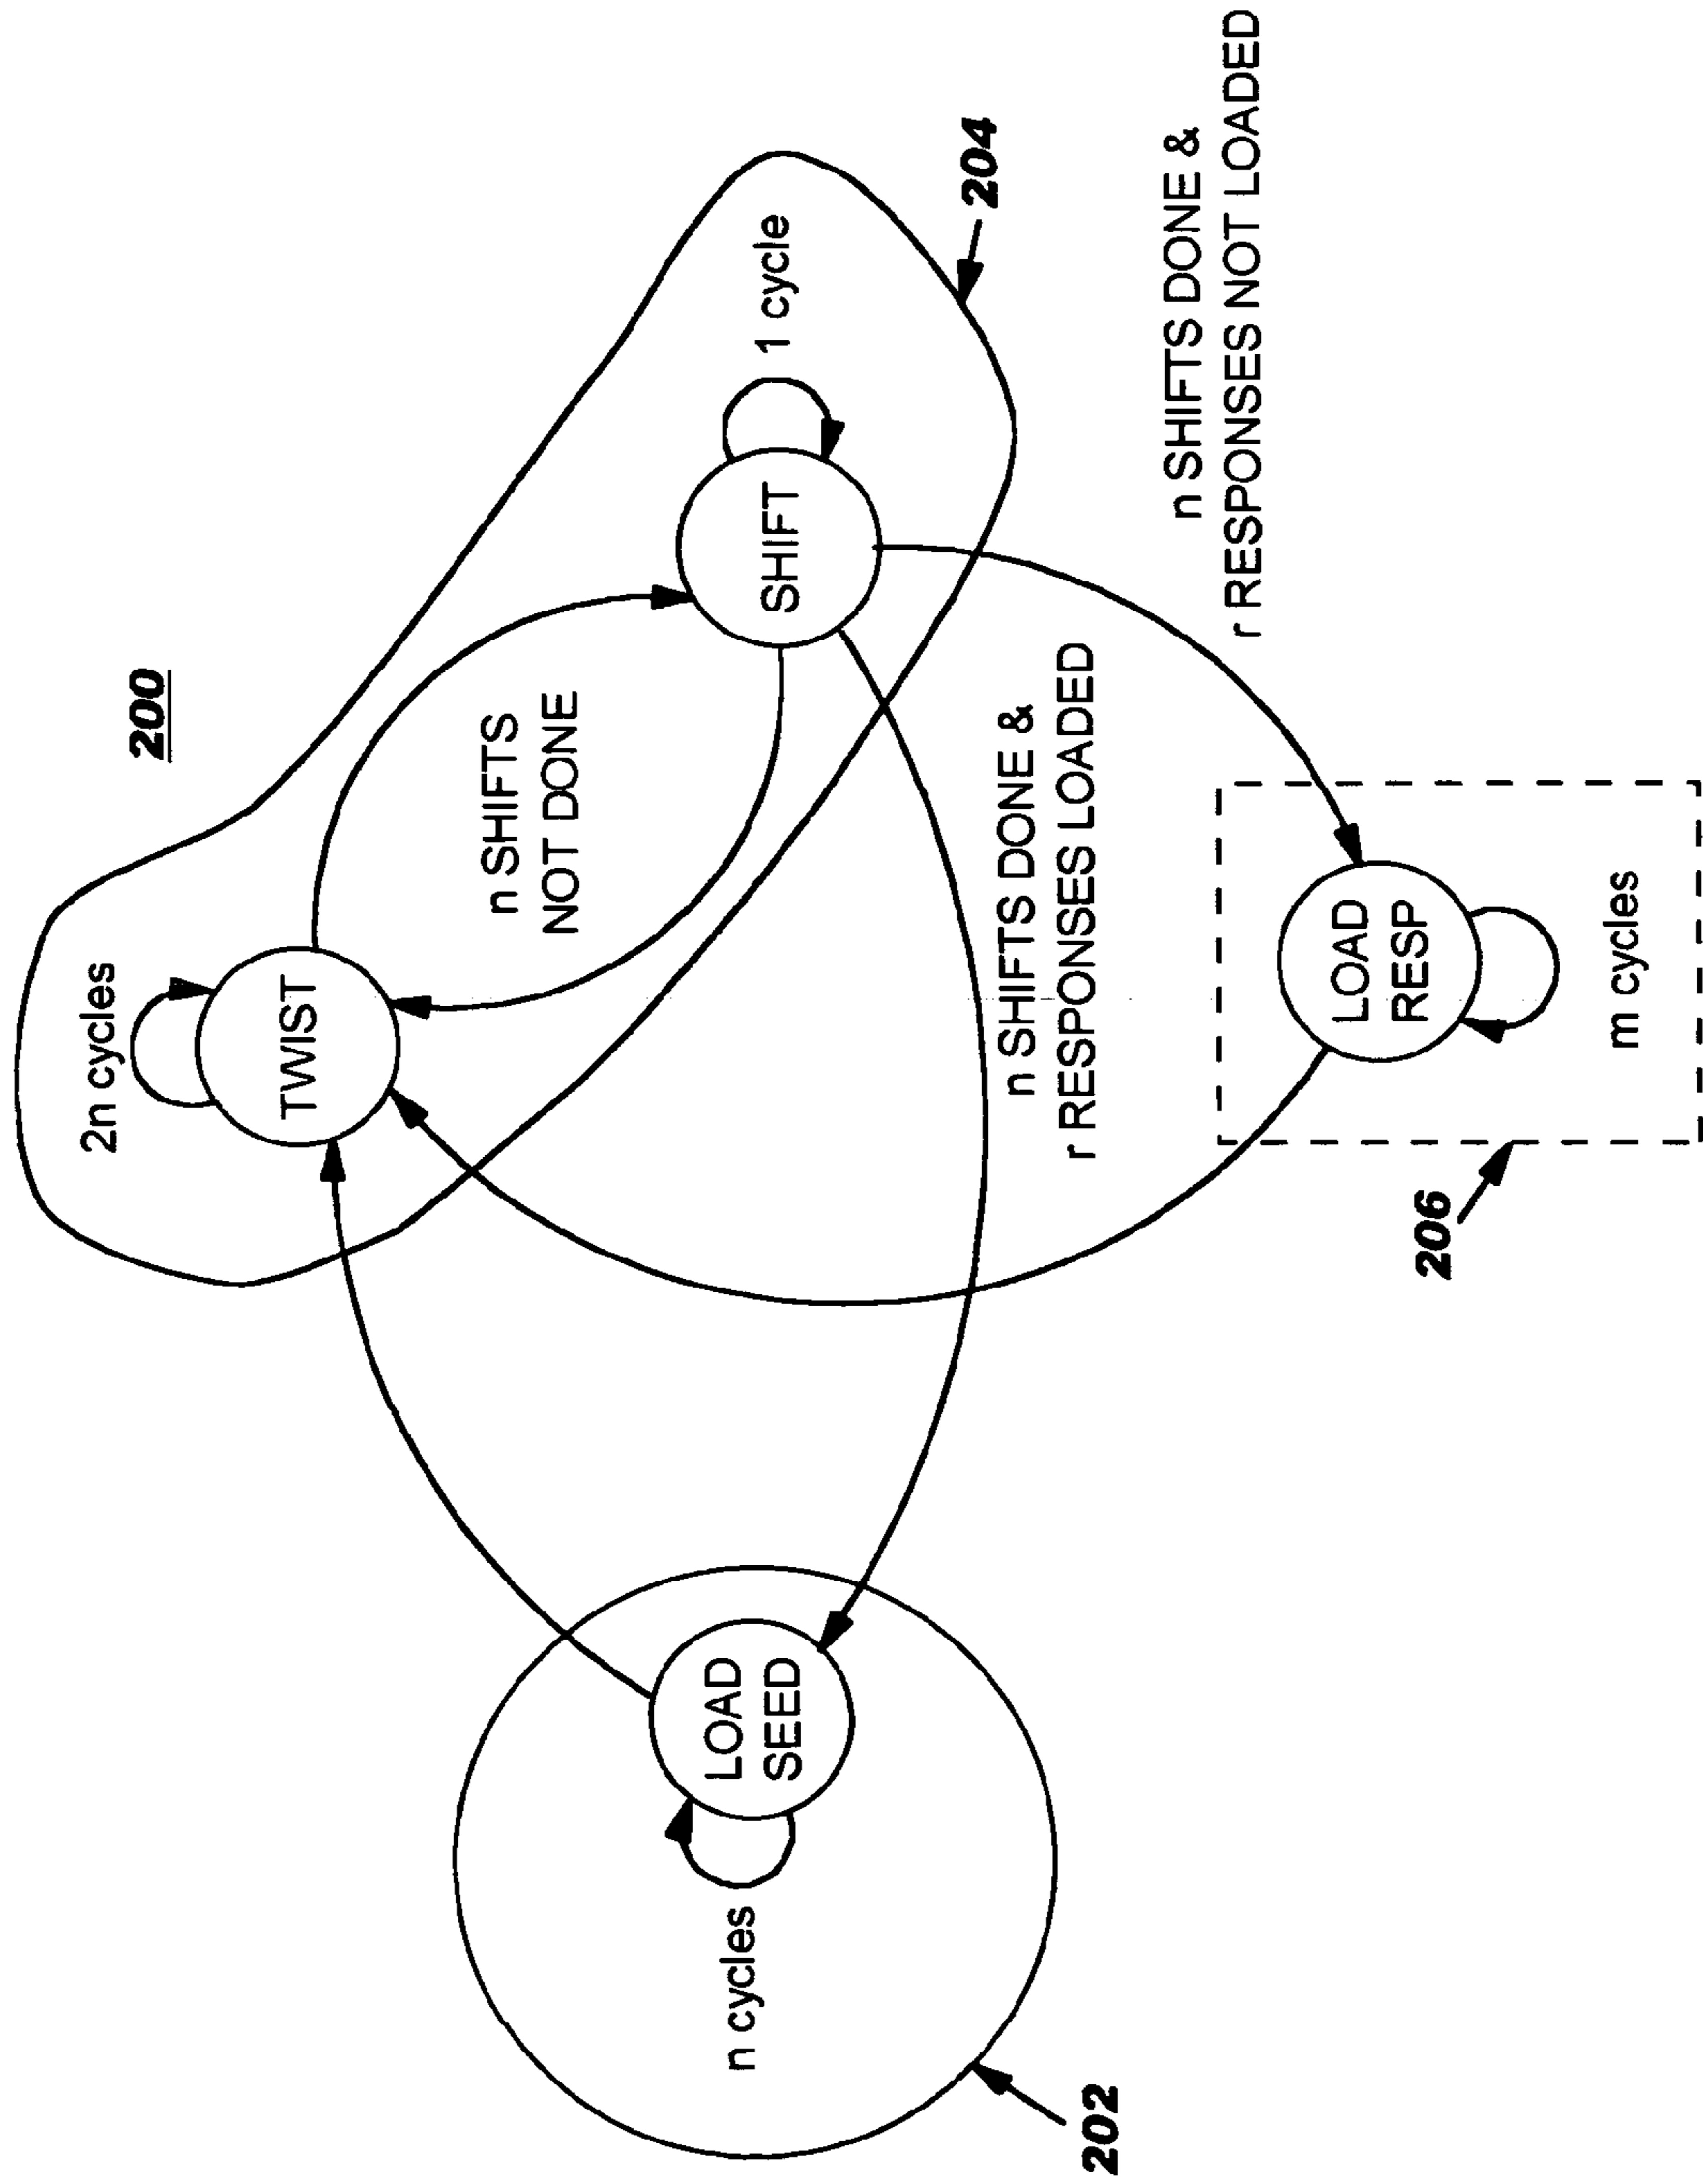 200
2n cycles
TWIST
n SHIFTS
NOT DONE
SHIFT
1 cycle
204
LOAD
SEED
n cycles
202
n SHIFTS DONE &
r RESPONSES LOADED
n SHIFTS DONE &
r RESPONSES NOT LOADED
LOAD
RESP
m cycles
206